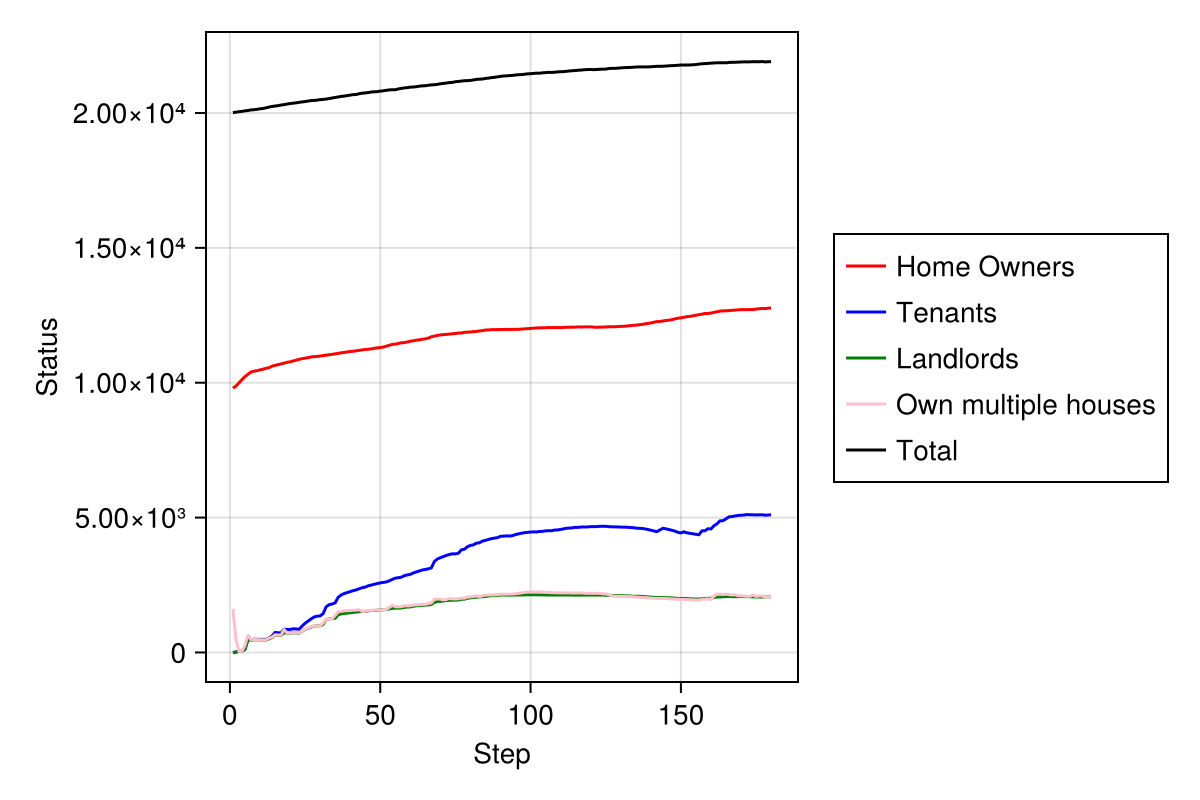 2.00×10⁴
1.50×10⁴
1.00×10⁴
5.00×10³
0
Status
0 50 100 150
Step
Home Owners
Tenants
Landlords
Own multiple houses
Total